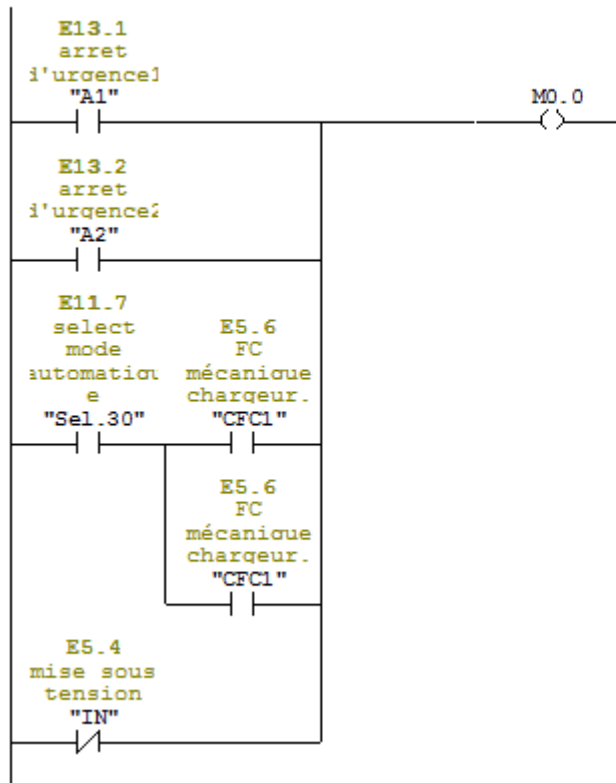 E13.1
arret
d'urgence1
"A1"
M0.0
E13.2
arret
d'urgence2
"A2"
E11.7
select
mode
automatiqu
e
"Sel.30"
E5.6
FC
mécanique
chargeur.
"CFC1"
E5.6
FC
mécanique
chargeur.
"CFC1"
E5.4
mise sous
tension
"IN"